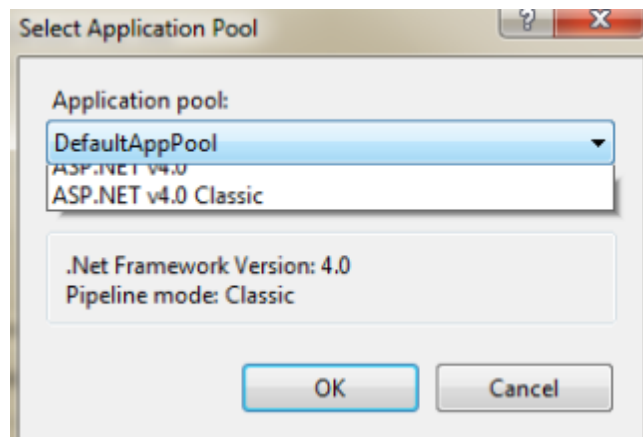 Select Application Pool
Application pool:
DefaultAppPool
ASP.NET v4.0
ASP.NET v4.0 Classic
.Net Framework Version: 4.0
Pipeline mode: Classic
OK
Cancel